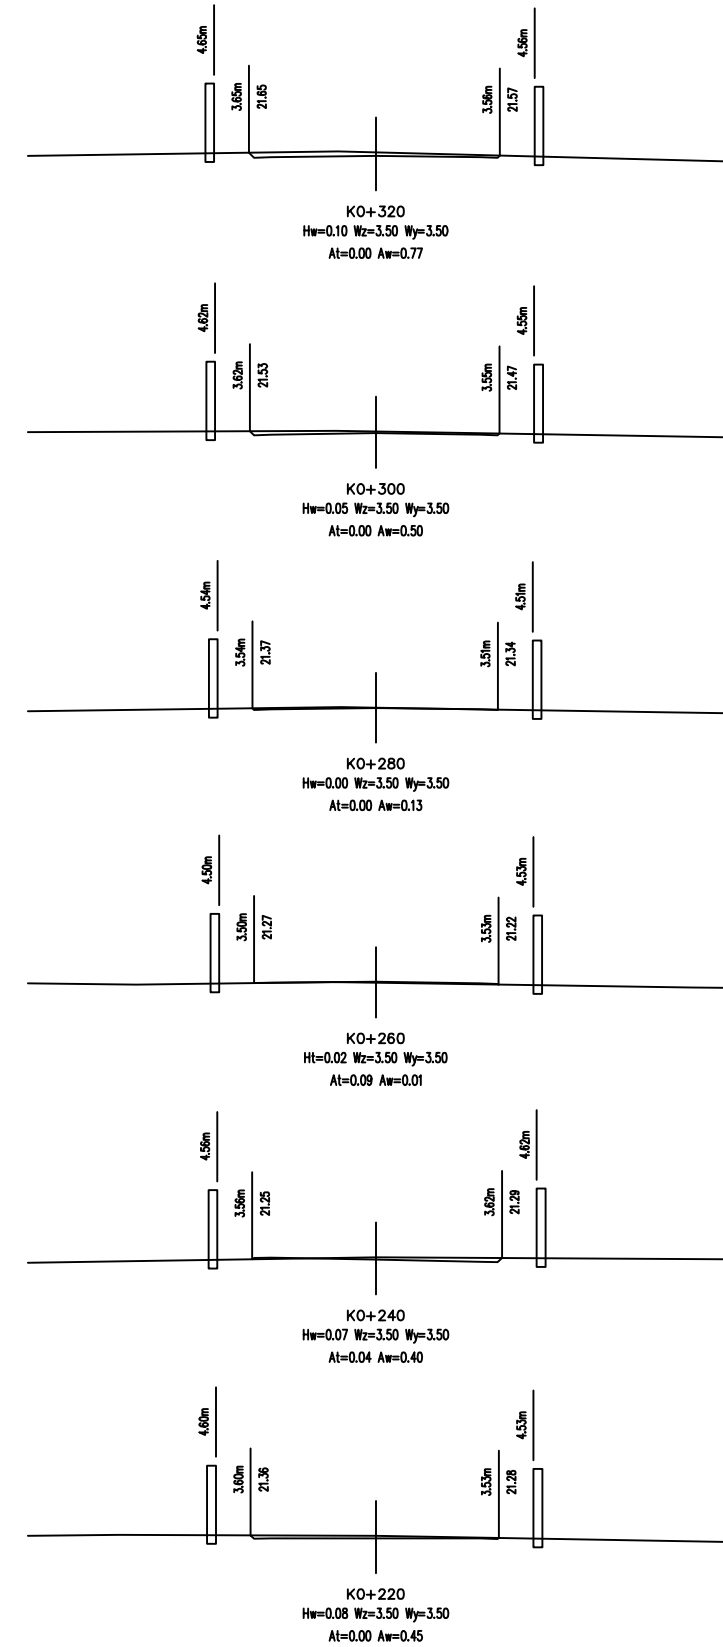 4.65m
4.56m
3.65m
21.65
3.56m
21.57
K0+320
Hw=0.10 Wz=3.50 Wy=3.50
At=0.00 Aw=0.77
4.62m
4.55m
3.62m
21.53
3.55m
21.47
K0+300
Hw=0.05 Wz=3.50 Wy=3.50
At=0.00 Aw=0.50
4.54m
4.51m
3.54m
21.37
3.51m
21.34
K0+280
Hw=0.00 Wz=3.50 Wy=3.50
At=0.00 Aw=0.13
4.50m
4.53m
3.50m
21.27
3.53m
21.22
K0+260
Ht=0.02 Wz=3.50 Wy=3.50
At=0.09 Aw=0.01
4.56m
4.62m
3.56m
21.25
3.62m
21.29
K0+240
Hw=0.07 Wz=3.50 Wy=3.50
At=0.04 Aw=0.40
4.60m
4.53m
3.60m
21.36
3.53m
21.28
K0+220
Hw=0.08 Wz=3.50 Wy=3.50
At=0.00 Aw=0.45